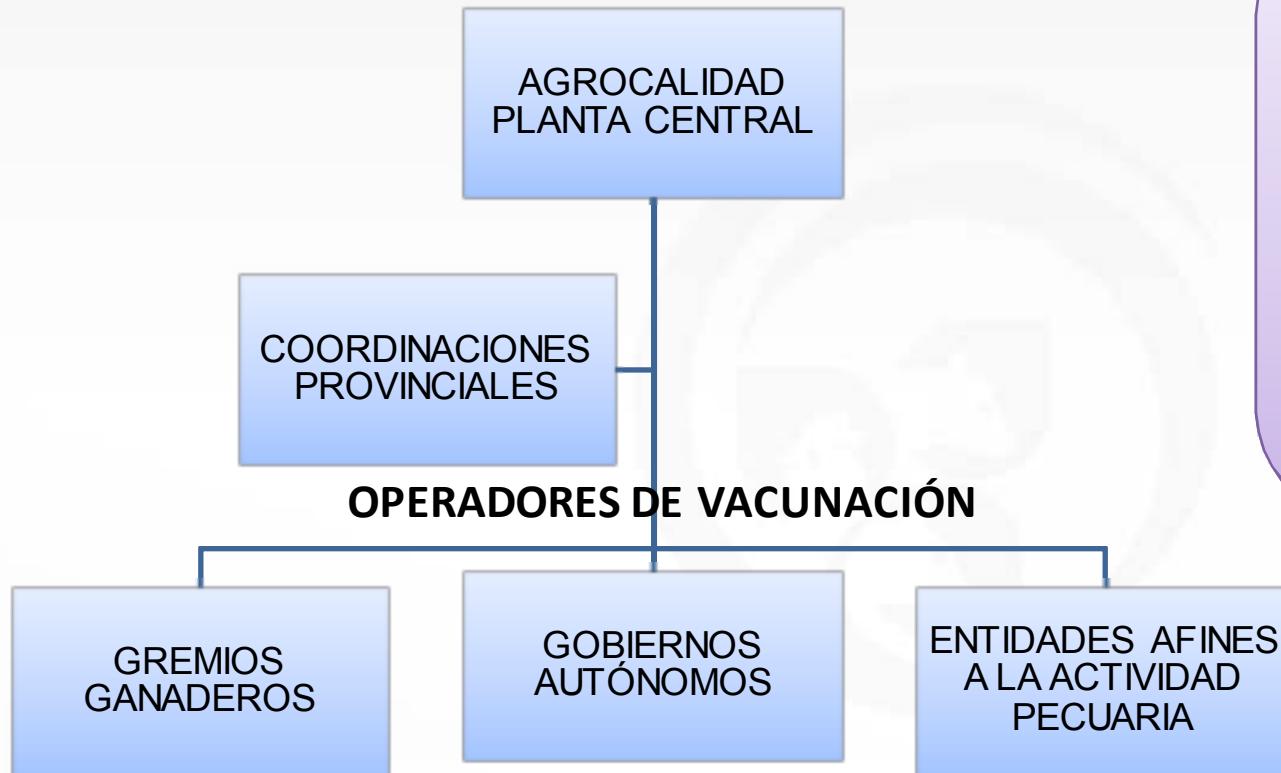 AGROCALIDAD
PLANTA CENTRAL
COORDINACIONES
PROVINCIALES
OPERADORES DE VACUNACIÓN
GREMIOS
GANADEROS
GOBIERNOS
AUTÓNOMOS
ENTIDADES AFINES
A LA ACTIVIDAD
PECUARIA